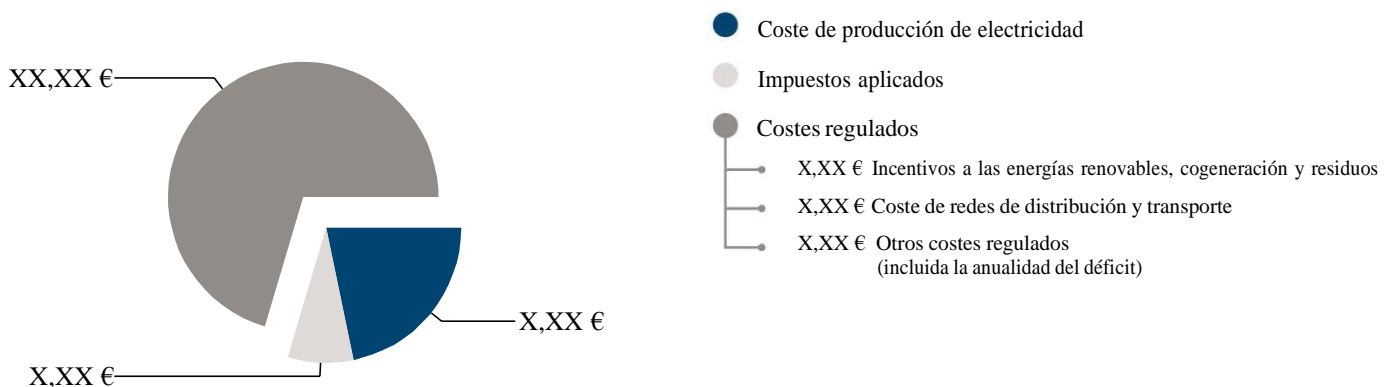 XX,XX €
X,XX €
X,XX €
Coste de producción de electricidad
Impuestos aplicados
Costes regulados
X,XX € Incentivos a las energías renovables, cogeneración y residuos
X,XX € Coste de redes de distribución y transporte
X,XX € Otros costes regulados
(incluida la anualidad del déficit)